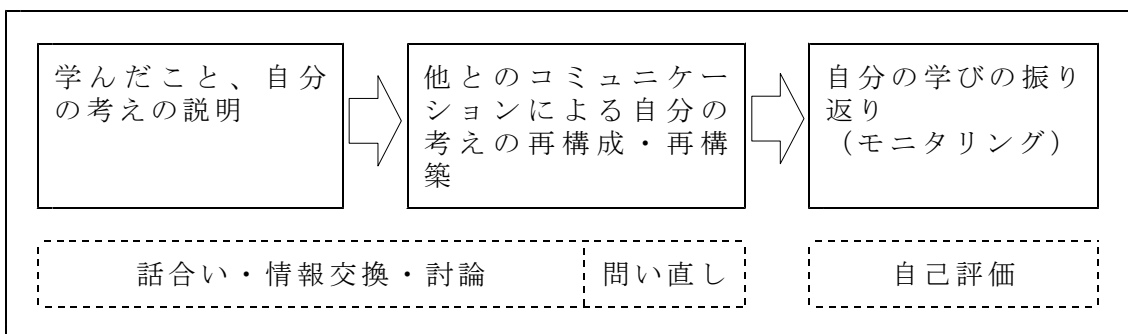 学んだこと、自分
の考えの説明
他とのコミュニケー
ションによる自分の
考えの再構成・再構
築
自分の学びの振り
返り
（モニタリング）
話合い・情報交換・討論
問い直し
自己評価